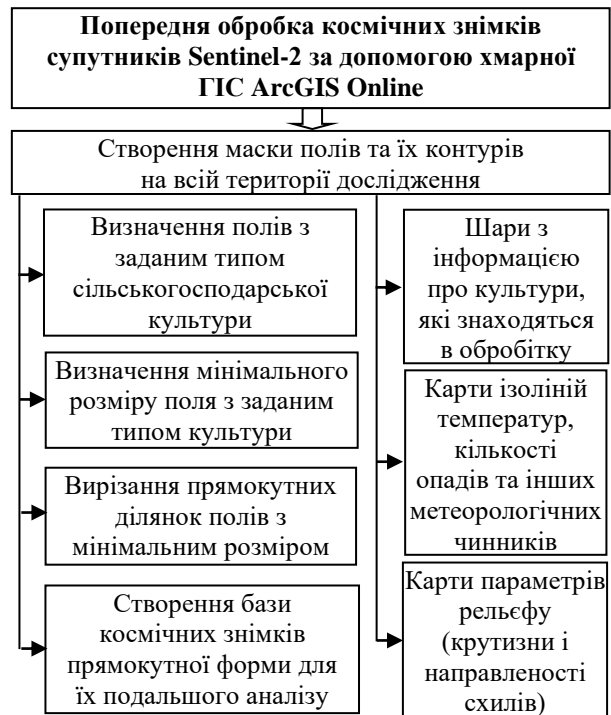 Попередня обробка космічних знімків
супутників Sentinel-2 за допомогою хмарної
ГІС ArcGIS Online
Створення маски полів та їх контурів
на всій території дослідження
Визначення полів з
заданим типом
сільськогосподарської
культури
Визначення мінімального
розміру поля з заданим
типом культури
Вирізання прямокутних
ділянок полів з
мінімальним розміром
Створення бази
космічних знімків
прямокутної форми для
їх подальшого аналізу
Шари з
інформацією
про культури,
які знаходяться
в обробітку
Карти ізоліній
температур,
кількості
опадів та інших
метеорологічних
чинників
Карти параметрів
рельєфу
(крутизни і
направленості
схилів)